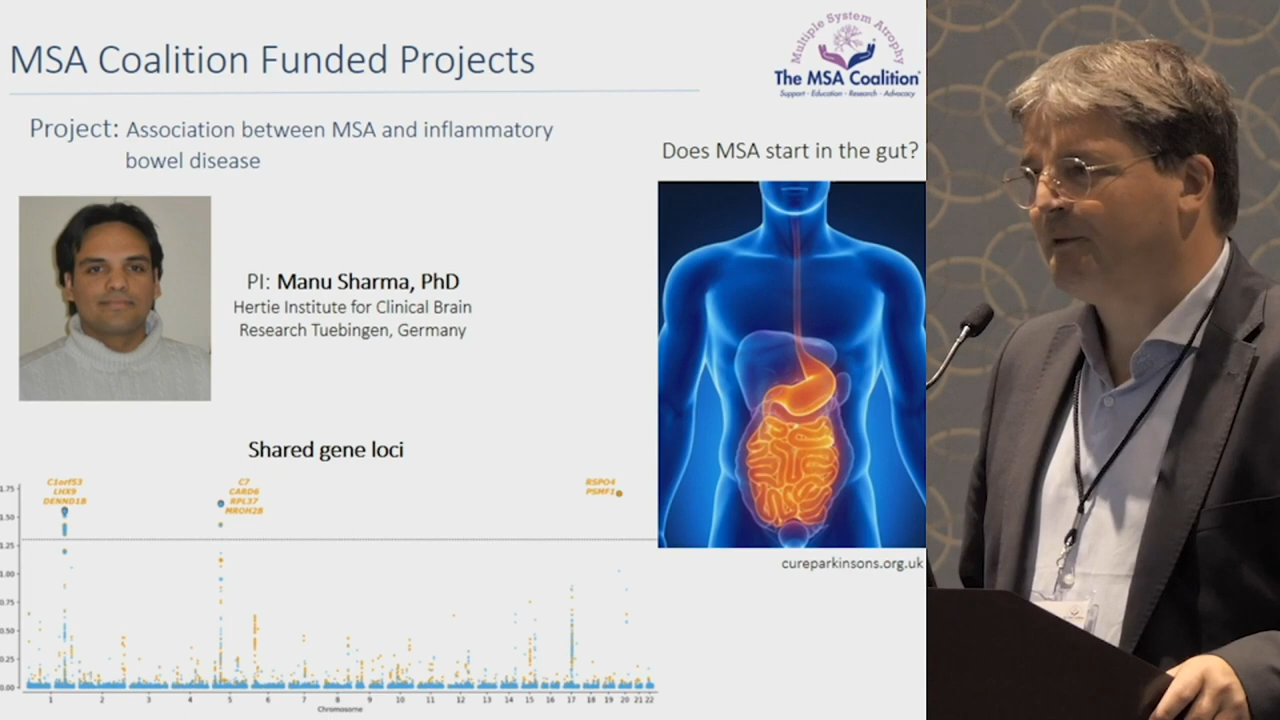 MSA Coalition Funded Projects
Multiple System Atrophy
The MSA Coalition
Support · Education · Research · Advocacy
Project: Association between MSA and inflammatory
bowel disease
Does MSA start in the gut?
PI: Manu Sharma, PhD
Hertie Institute for Clinical Brain
Research Tuebingen, Germany
cureparkinsons.org.uk
Shared gene loci
C1orf53
LHX9
DENND1B
C7
CARD6
RPL37
MROH2B
RSPO4
PSMF1
1.75
1.50
1.25
1.00
0.75
0.50
0.25
0.00
1 2 3 4 5 6 7 8 9 10 11 12 13 14 15 16 17 18 19 20 21 22
Chromosome